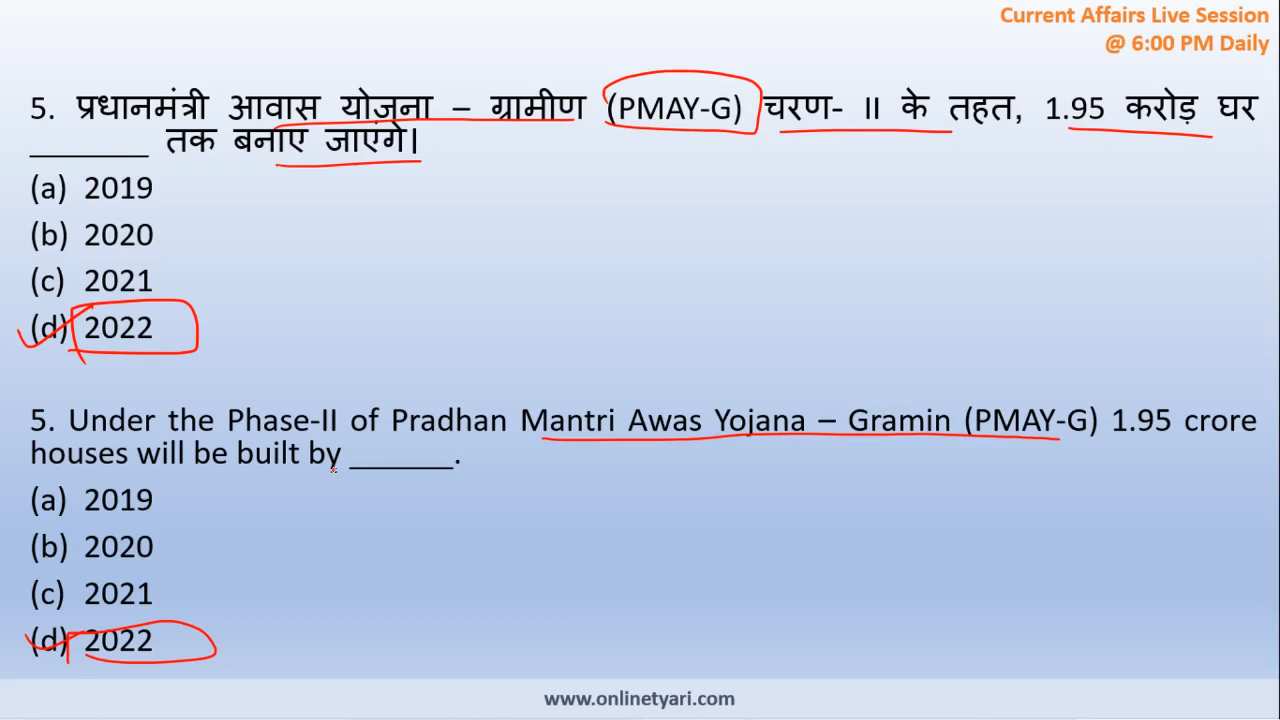 Current Affairs Live Session
@ 6:00 PM Daily
5. प्रधानमंत्री आवास योजना – ग्रामीण (PMAY-G) चरण- II के तहत, 1.95 करोड़ घर
_______ तक बनाए जाएंगे।
(a) 2019
(b) 2020
(c) 2021
(d) 2022
5. Under the Phase-II of Pradhan Mantri Awas Yojana – Gramin (PMAY-G) 1.95 crore
houses will be built by ______.
(a) 2019
(b) 2020
(c) 2021
(d) 2022
www.onlinetyari.com